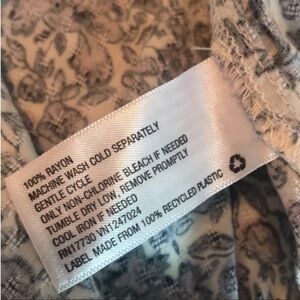 100% RAYON
MACHINE WASH COLD SEPARATELY
GENTLE CYCLE
ONLY NON-CHLORINE BLEACH IF NEEDED
TUMBLE DRY LOW, REMOVE PROMPTLY
COOL IRON IF NEEDED
RN17730 VN1247024
LABEL MADE FROM 100% RECYCLED PLASTIC